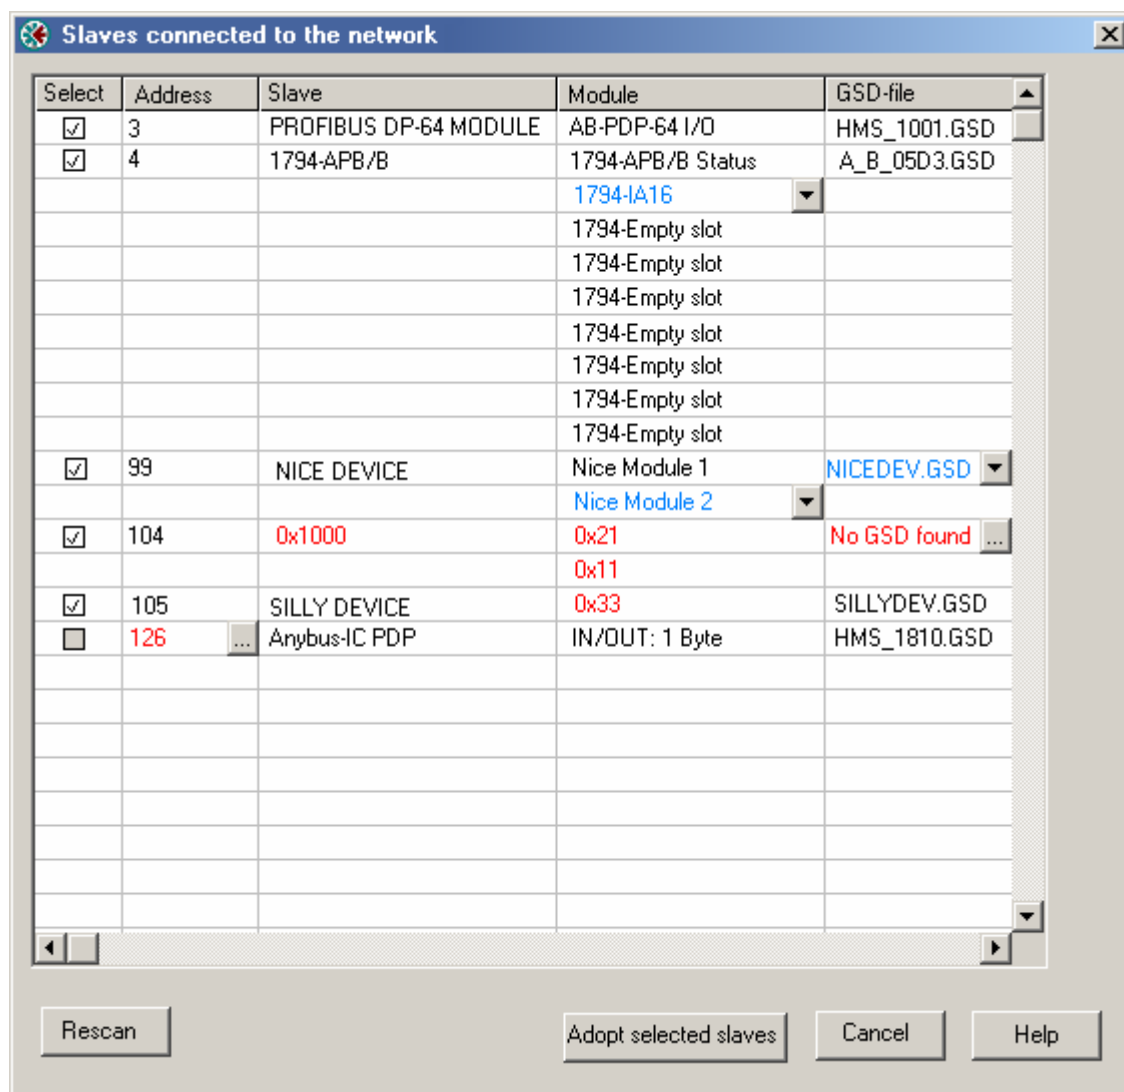 Slaves connected to the network
Select Address Slave Module GSD-file
3 PROFIBUS DP-64 MODULE AB-PDP-64 I/O HMS_1001.GSD
4 1794-APB/B 1794-APB/B Status A_B_05D3.GSD
1794-IA16
1794-Empty slot
1794-Empty slot
1794-Empty slot
1794-Empty slot
1794-Empty slot
1794-Empty slot
1794-Empty slot
99 NICE DEVICE Nice Module 1 NICEDEV.GSD
Nice Module 2
104 0x1000 0x21 No GSD found ...
0x11
105 SILLY DEVICE 0x33 SILLYDEV.GSD
126 ... Anybus-IC PDP IN/OUT: 1 Byte HMS_1810.GSD
Rescan Adopt selected slaves Cancel Help